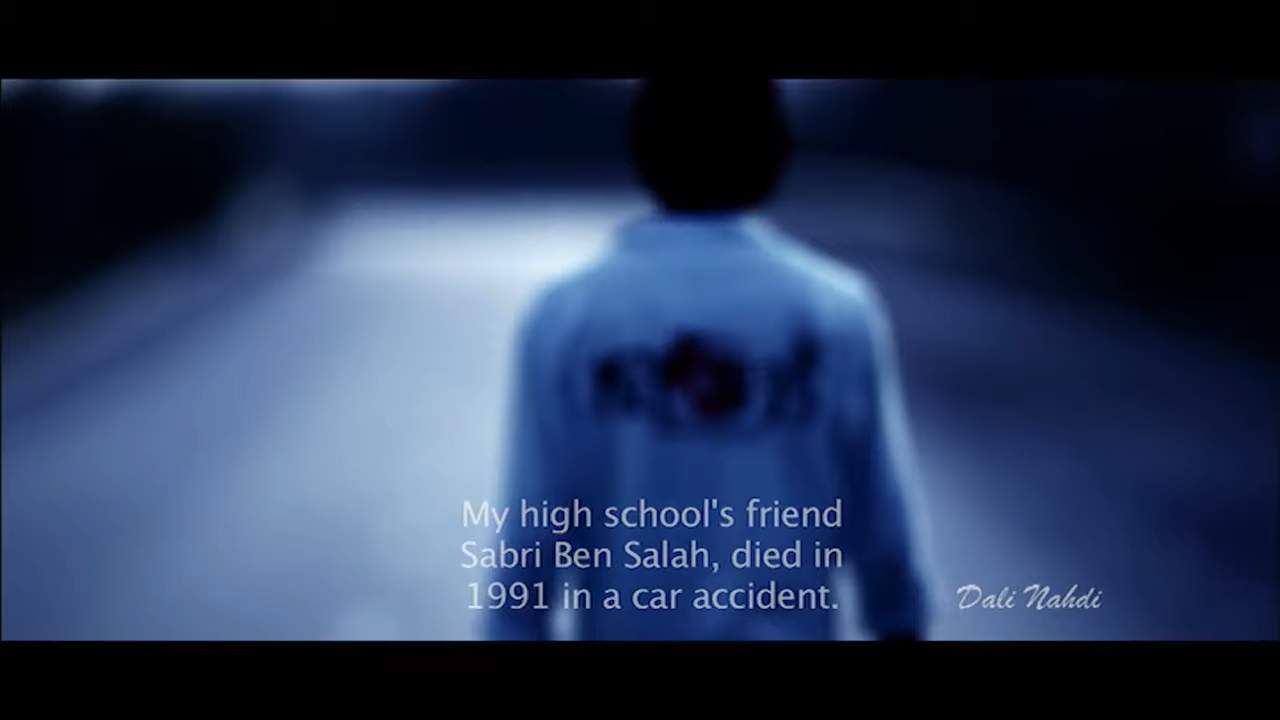 My high school's friend
Sabri Ben Salah, died in
1991 in a car accident.
Dali Nahdi